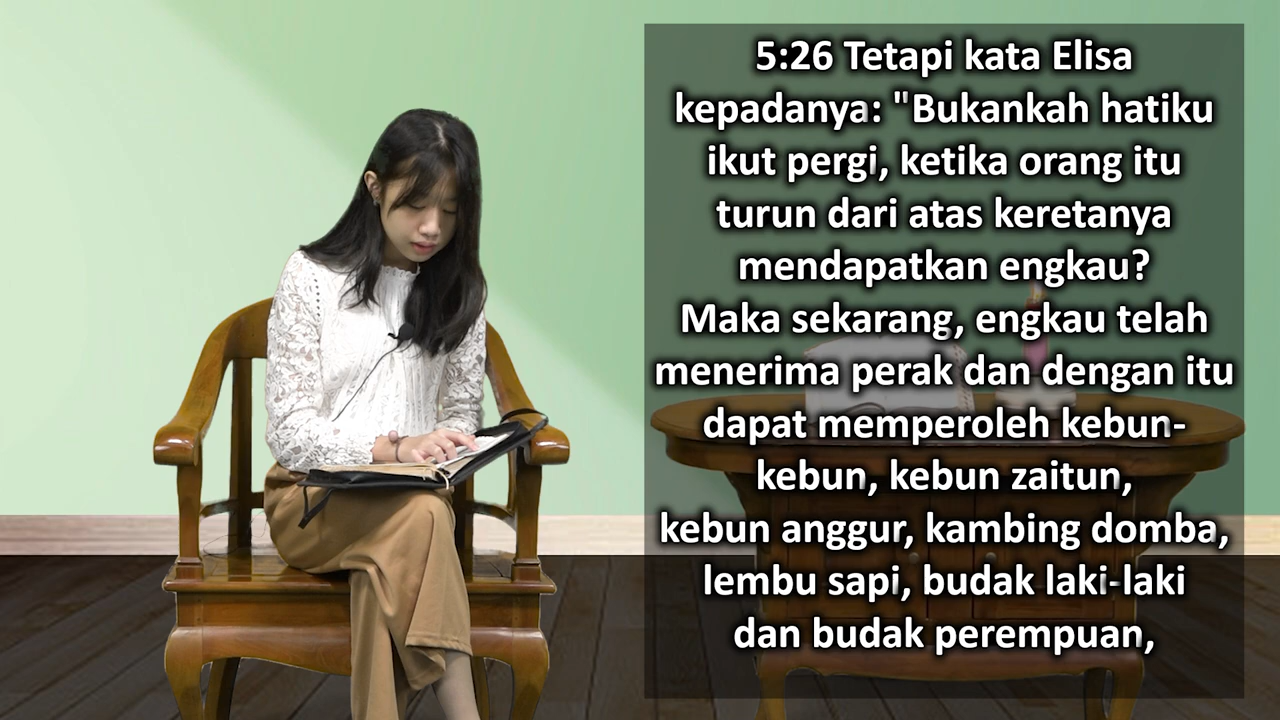 5:26 Tetapi kata Elisa
kepadanya: "Bukankah hatiku
ikut pergi, ketika orang itu
turun dari atas keretanya
mendapatkan engkau?
Maka sekarang, engkau telah
menerima perak dan dengan itu
dapat memperoleh kebun-
kebun, kebun zaitun,
kebun anggur, kambing domba,
lembu sapi, budak laki-laki
dan budak perempuan,